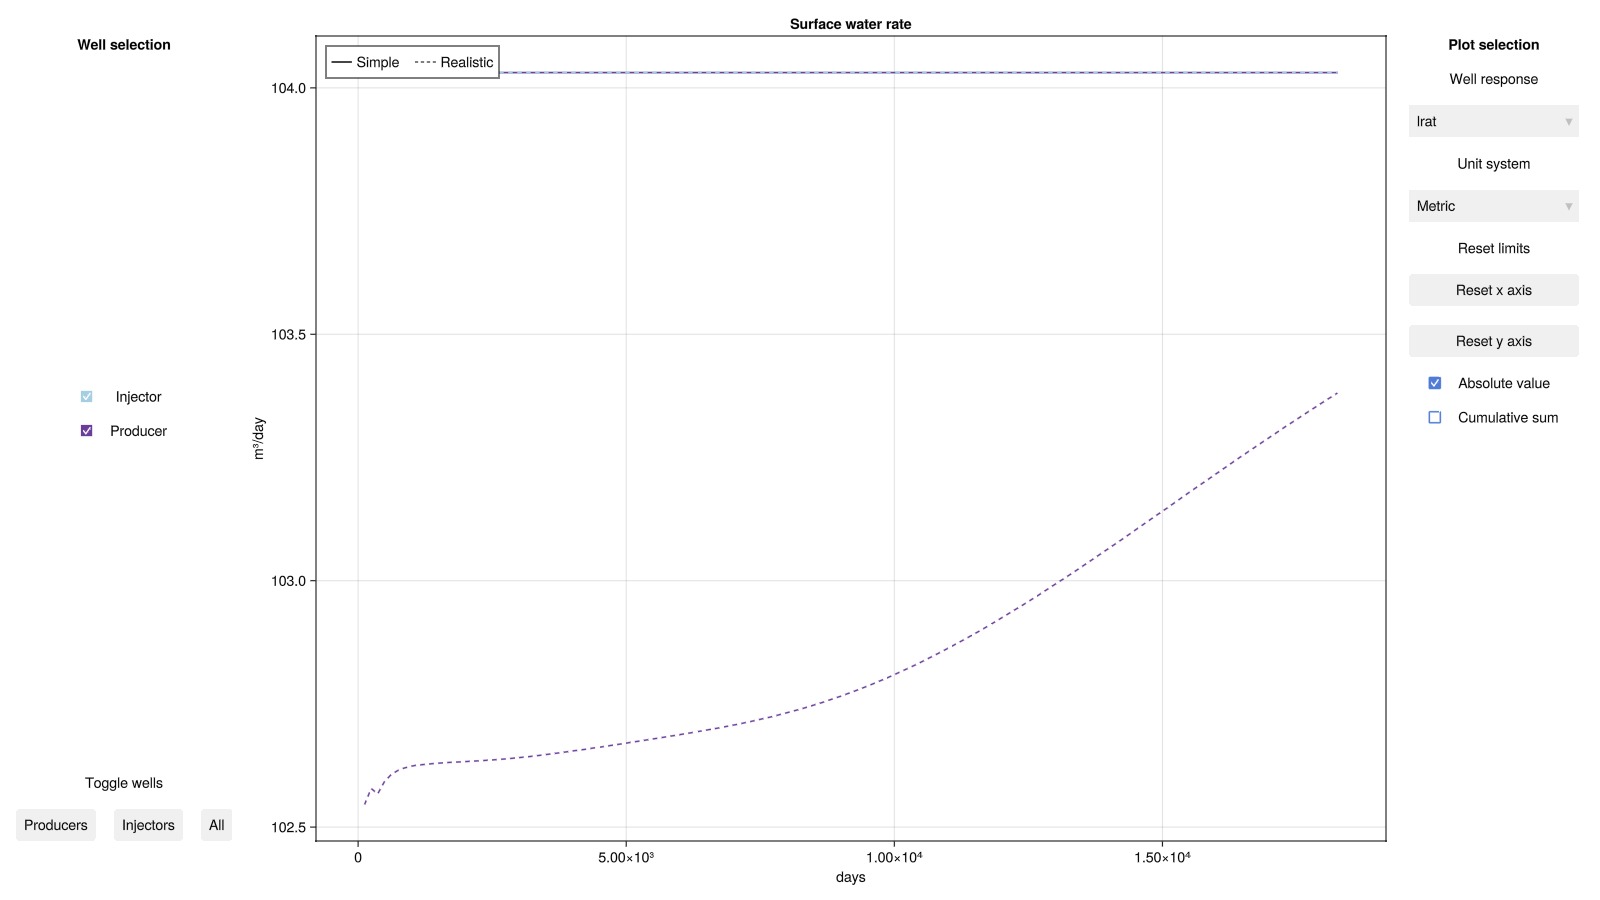 Surface water rate
Well selection
Injector
Producer
Toggle wells
Producers Injectors All
Simple Realistic
104.0
103.5
103.0
102.5
m³/day
0 5.00×10³ 1.00×10⁴ 1.50×10⁴
days
Plot selection
Well response
lrat
Unit system
Metric
Reset limits
Reset x axis
Reset y axis
Absolute value
Cumulative sum